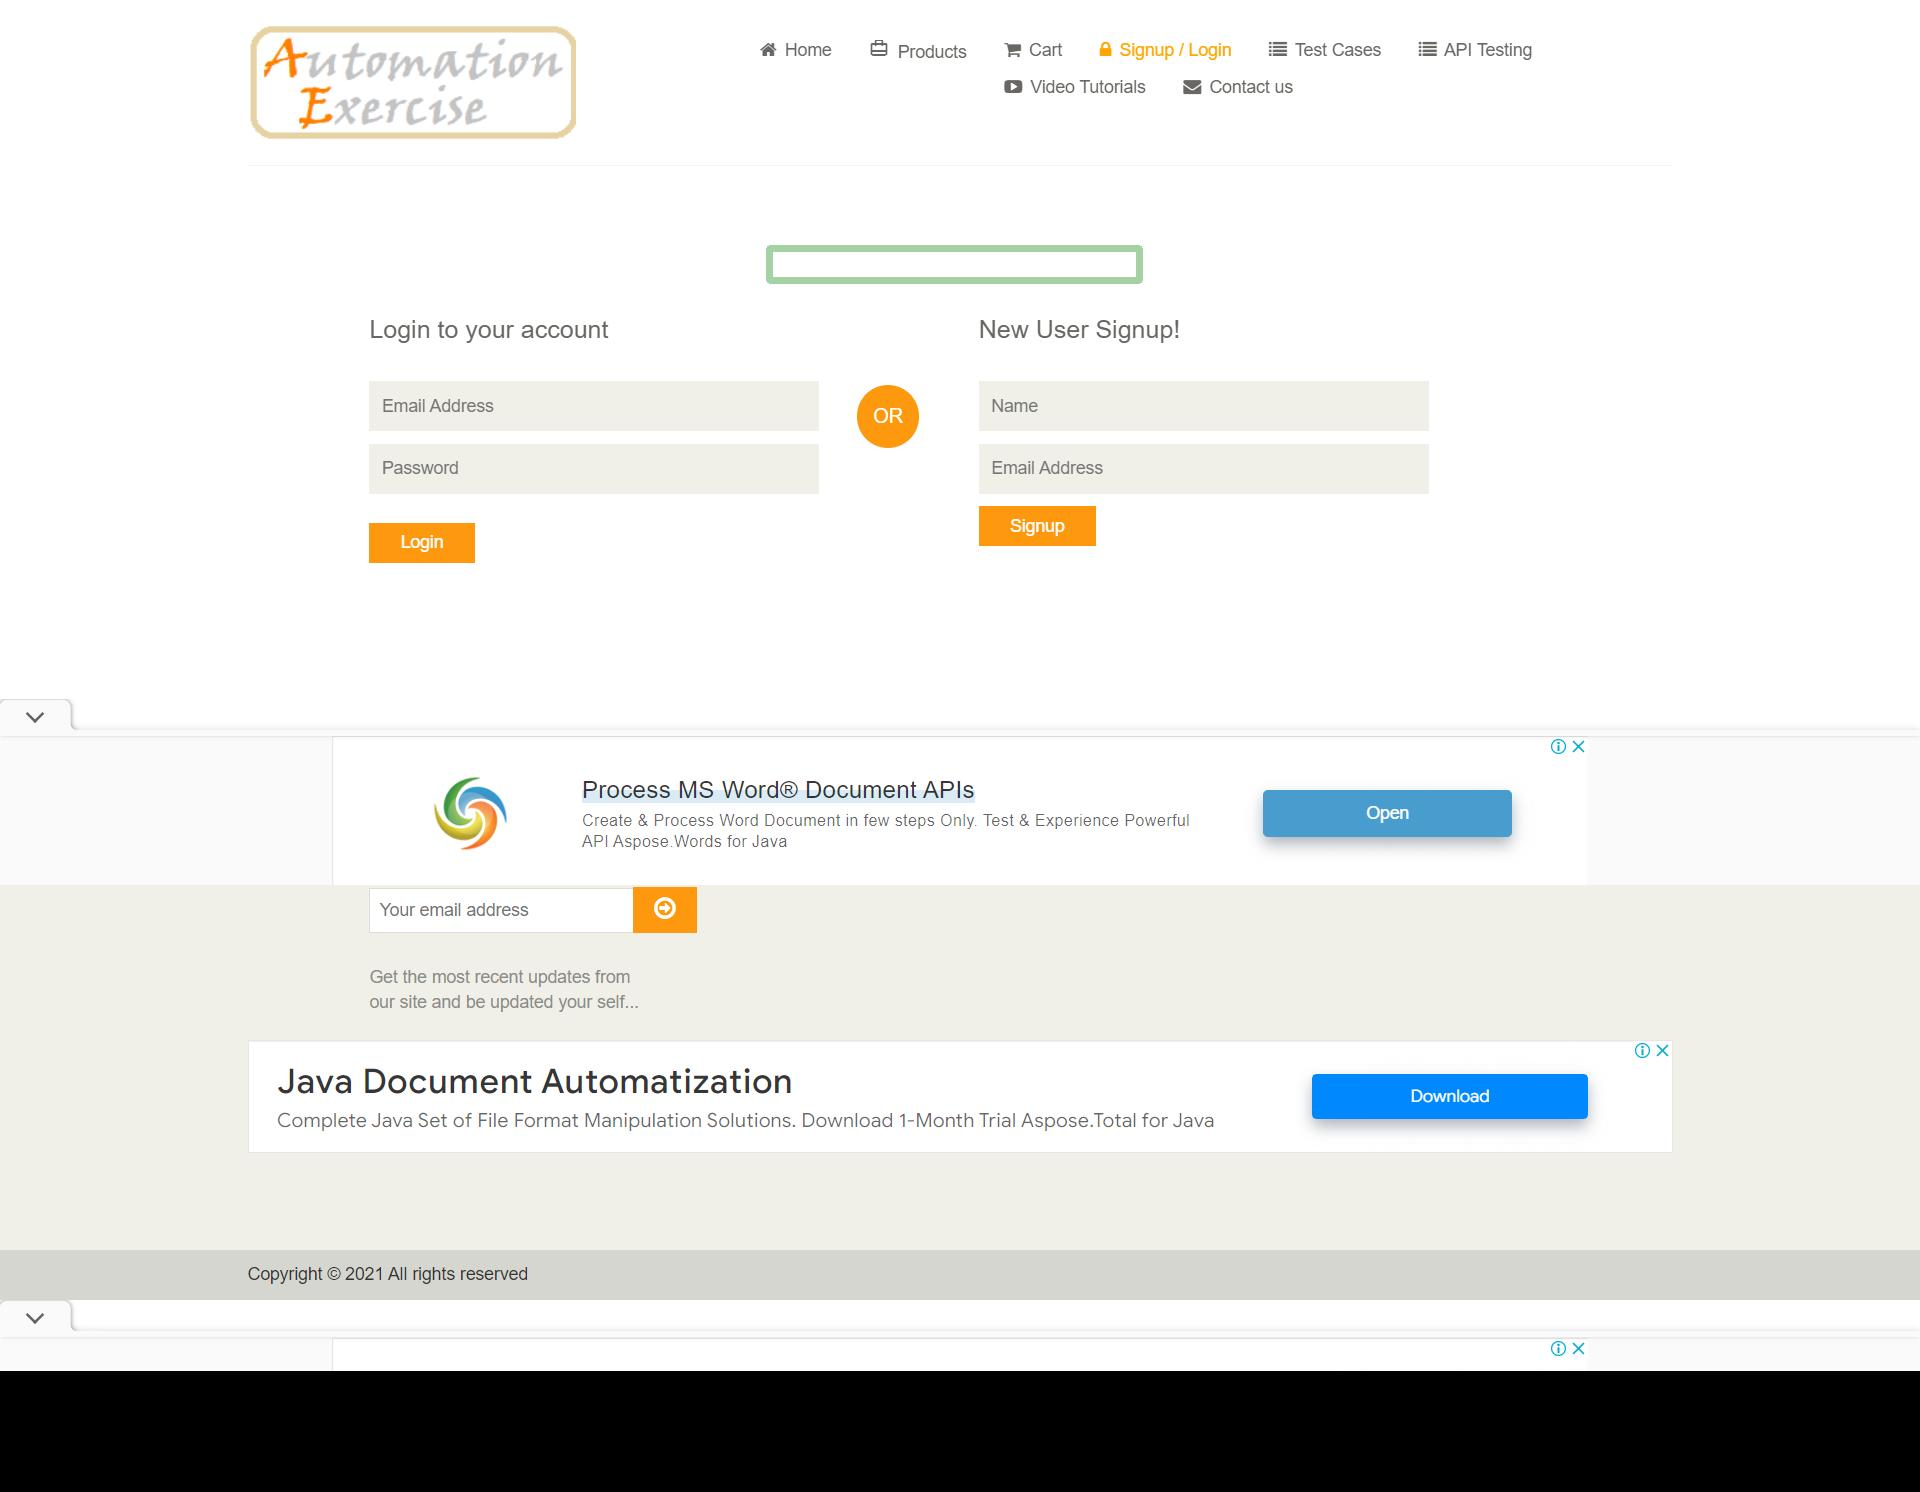 Automation
Exercise
Home
Products
Cart
Signup / Login
Test Cases
API Testing
Video Tutorials
Contact us
Login to your account
New User Signup!
Email Address
OR
Name
Password
Email Address
Login
Signup
Process MS Word® Document APIs
Create & Process Word Document in few steps Only. Test & Experience Powerful
API Aspose.Words for Java
Open
Your email address
Get the most recent updates from
our site and be updated your self...
Java Document Automatization
Complete Java Set of File Format Manipulation Solutions. Download 1-Month Trial Aspose.Total for Java
Download
Copyright © 2021 All rights reserved